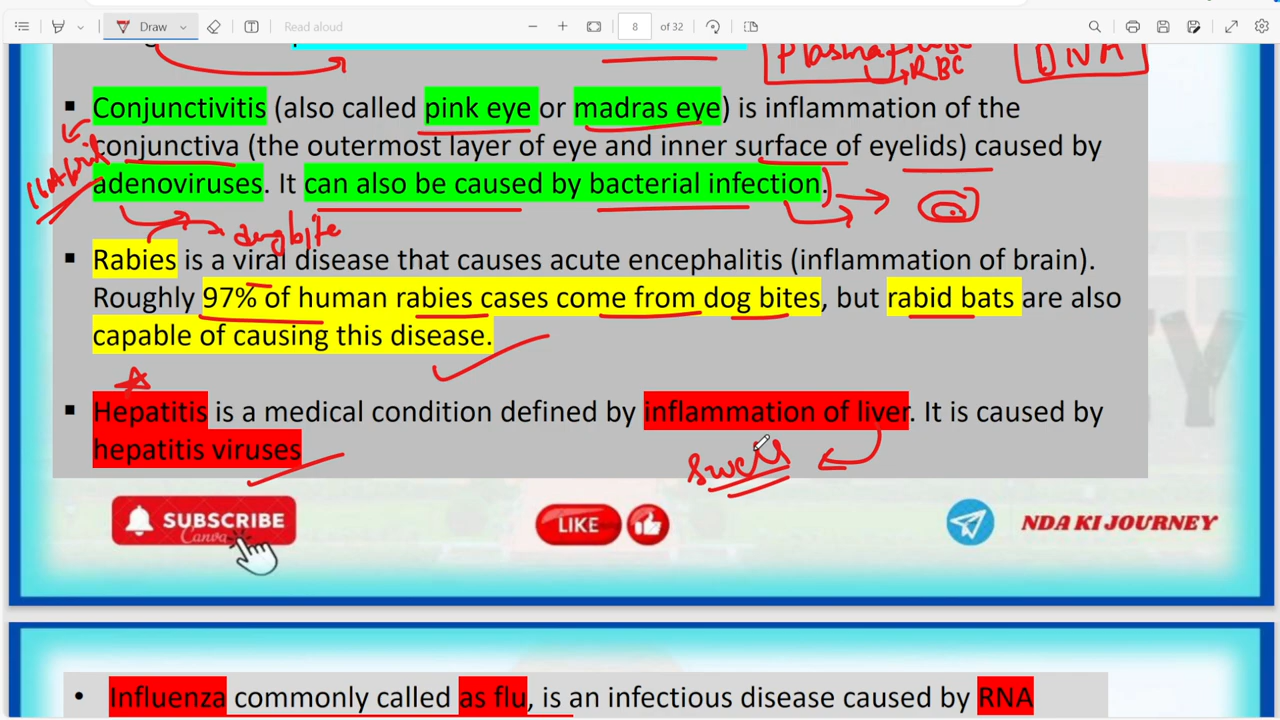 Draw
Read aloud
8 of 32
Plasma
RBC
DNA
▪ Conjunctivitis (also called pink eye or madras eye) is inflammation of the
conjunctiva (the outermost layer of eye and inner surface of eyelids) caused by
adenoviruses. It can also be caused by bacterial infection.
dog bite
▪ Rabies is a viral disease that causes acute encephalitis (inflammation of brain).
Roughly 97% of human rabies cases come from dog bites, but rabid bats are also
capable of causing this disease.
▪ Hepatitis is a medical condition defined by inflammation of liver. It is caused by
hepatitis viruses
swells
SUBSCRIBE
Canva
LIKE
NDA KI JOURNEY
• Influenza commonly called as flu, is an infectious disease caused by RNA